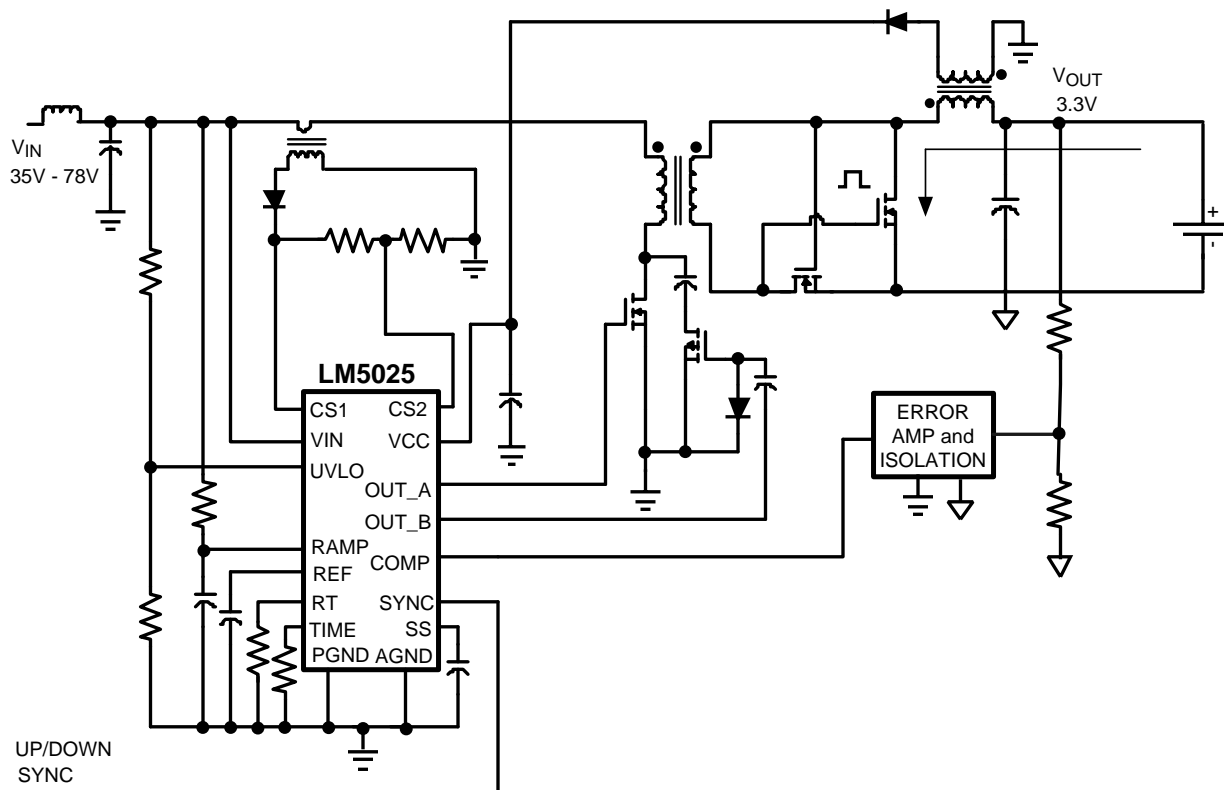 VOUT
3.3V
VIN
35V - 78V
+
-
LM5025
CS1
CS2
VIN
VCC
UVLO
OUT_A
OUT_B
RAMP
COMP
REF
RT
SYNC
TIME
SS
PGND
AGND
ERROR
AMP and
ISOLATION
UP/DOWN
SYNC